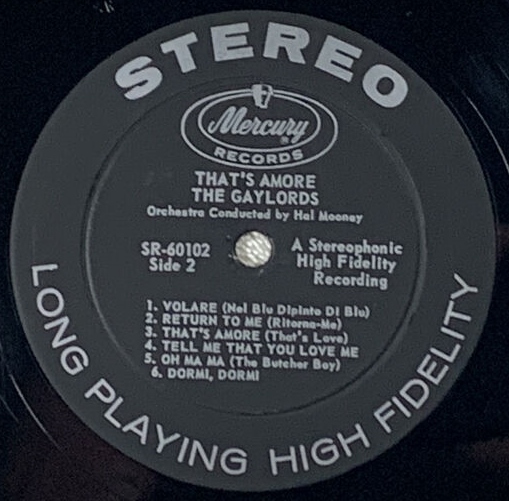 STEREO
Mercury
RECORDS
THAT'S AMORE
THE GAYLORDS
Orchestra Conducted by Hal Mooney
SR-60102
Side 2
A Stereophonic
High Fidelity
Recording
1. VOLARE (Nel Blu Dipinto Di Blu)
2. RETURN TO ME (Ritorna-Me)
3. THAT'S AMORE (That's Love)
4. TELL ME THAT YOU LOVE ME
5. OH MA MA (The Butcher Boy)
6. DORMI, DORMI
LONG PLAYING HIGH FIDELITY